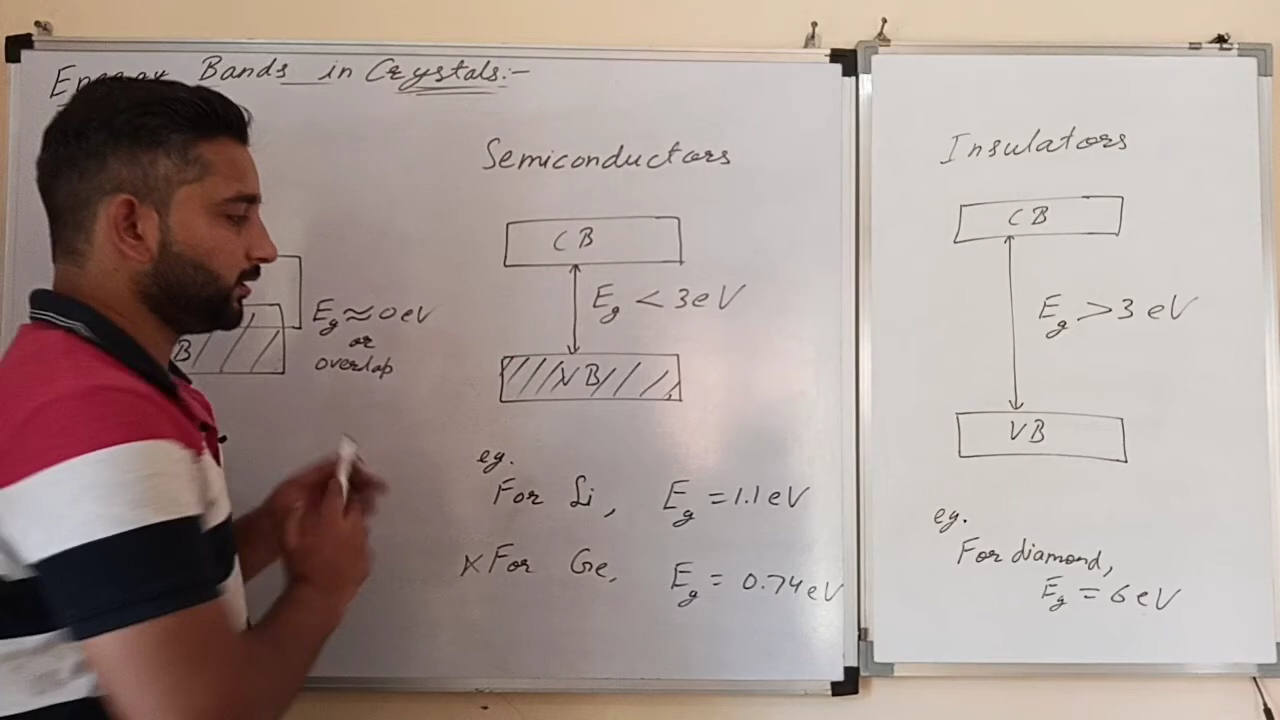 Energy Bands in Crystals:-
B
Eg ≈ 0 eV
or
overlap
Semiconductors
CB
Eg < 3eV
VB
eg.
For Si, Eg = 1.1 eV
× For Ge, Eg = 0.74 eV
Insulators
CB
Eg > 3 eV
VB
eg.
For diamond,
Eg = 6 eV